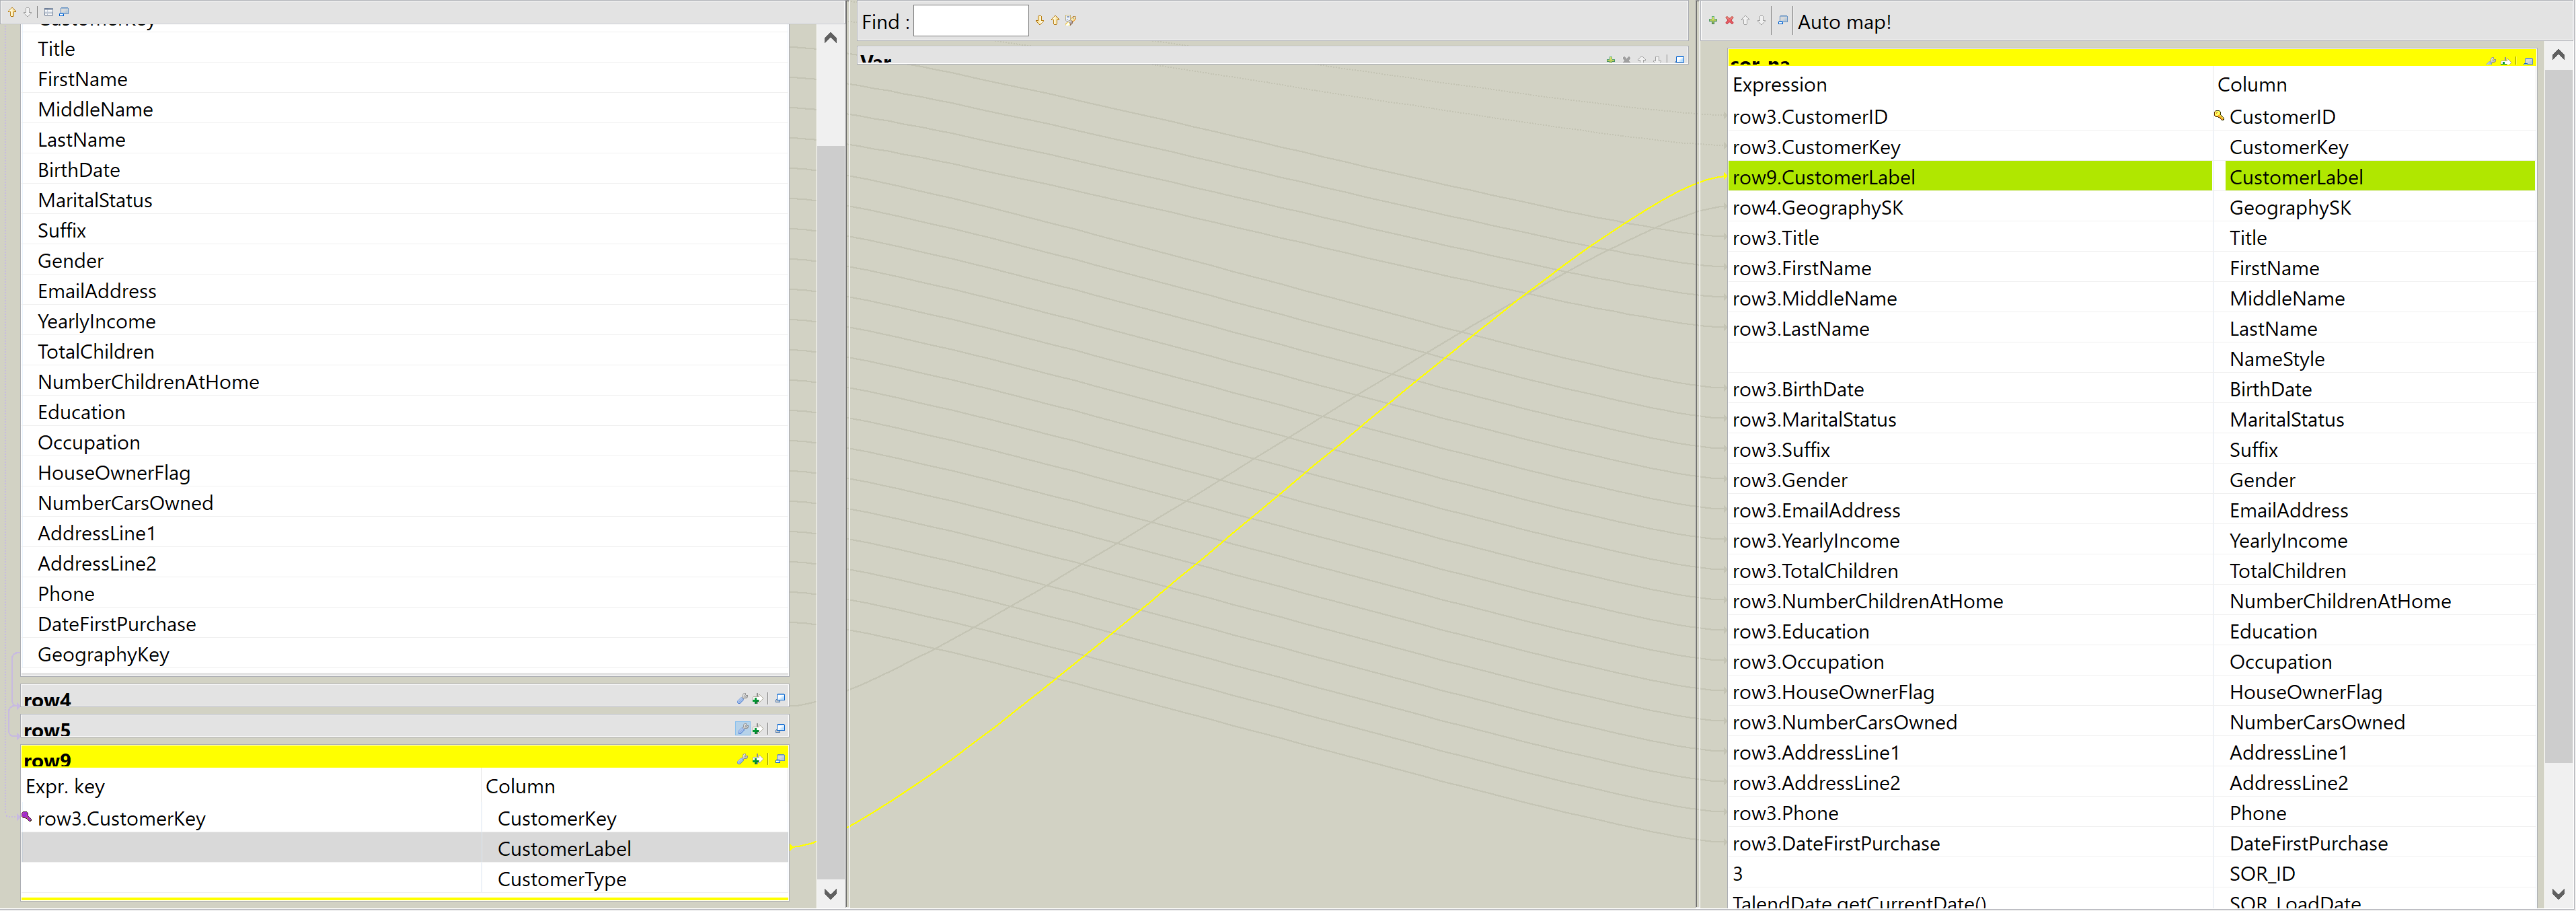 CustomerKey
Title
FirstName
MiddleName
LastName
BirthDate
MaritalStatus
Suffix
Gender
EmailAddress
YearlyIncome
TotalChildren
NumberChildrenAtHome
Education
Occupation
HouseOwnerFlag
NumberCarsOwned
AddressLine1
AddressLine2
Phone
DateFirstPurchase
GeographyKey
row4
row5
row9
Expr. key Column
row3.CustomerKey CustomerKey
CustomerLabel
CustomerType
Find :
Var
Auto map!
sor_na
Expression Column
row3.CustomerID CustomerID
row3.CustomerKey CustomerKey
row9.CustomerLabel CustomerLabel
row4.GeographySK GeographySK
row3.Title Title
row3.FirstName FirstName
row3.MiddleName MiddleName
row3.LastName LastName
NameStyle
row3.BirthDate BirthDate
row3.MaritalStatus MaritalStatus
row3.Suffix Suffix
row3.Gender Gender
row3.EmailAddress EmailAddress
row3.YearlyIncome YearlyIncome
row3.TotalChildren TotalChildren
row3.NumberChildrenAtHome NumberChildrenAtHome
row3.Education Education
row3.Occupation Occupation
row3.HouseOwnerFlag HouseOwnerFlag
row3.NumberCarsOwned NumberCarsOwned
row3.AddressLine1 AddressLine1
row3.AddressLine2 AddressLine2
row3.Phone Phone
row3.DateFirstPurchase DateFirstPurchase
3 SOR_ID
TalendDate.getCurrentDate() SOR_LoadDate